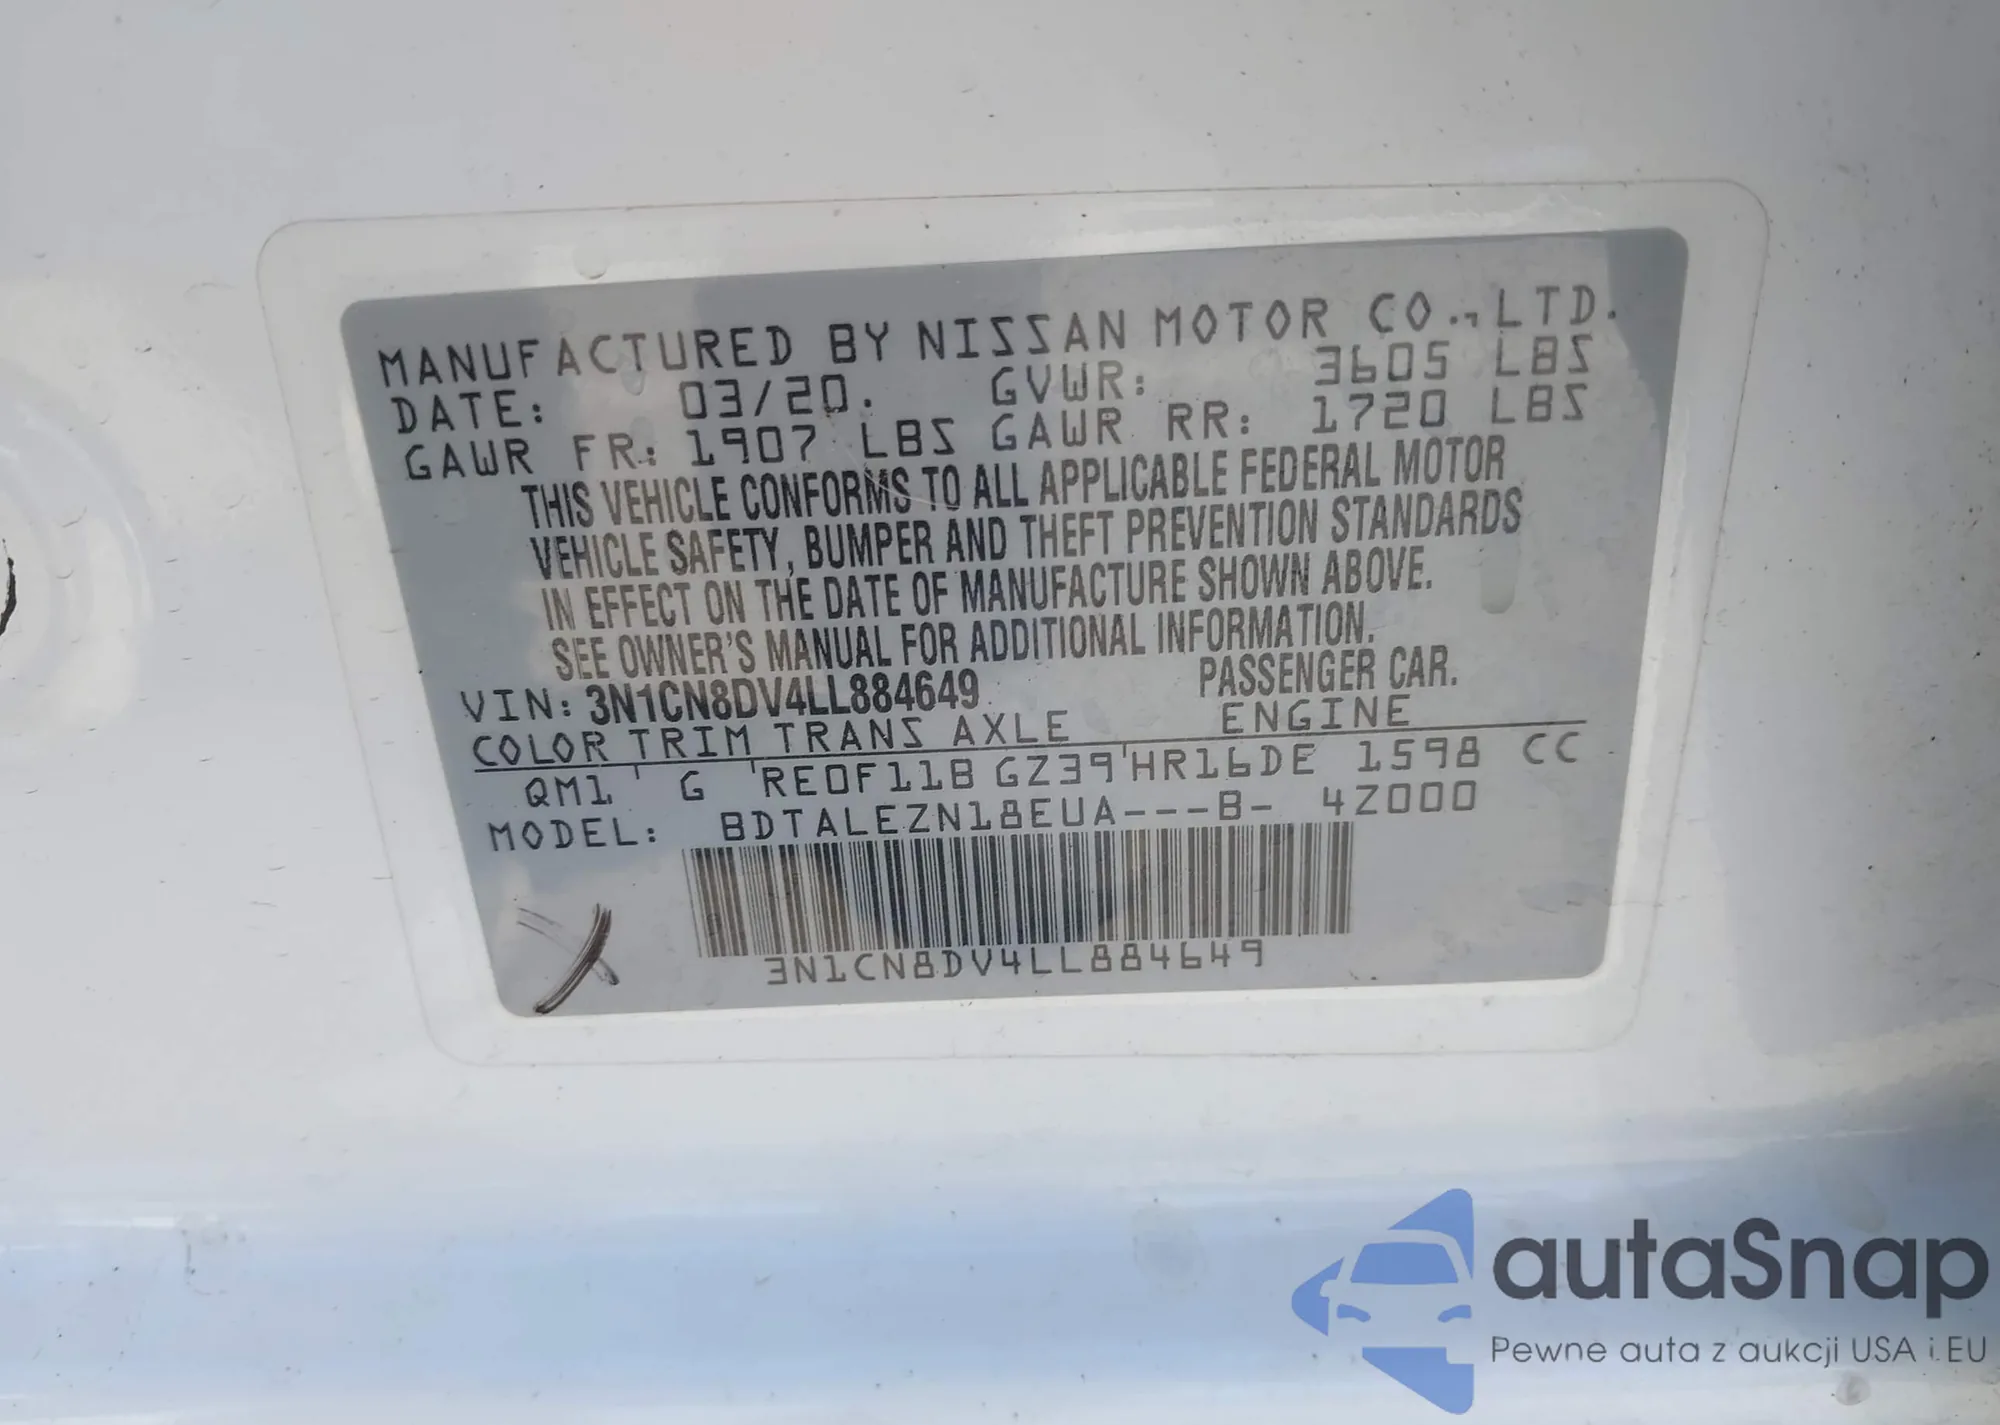 MANUFACTURED BY NISSAN MOTOR CO., LTD.
DATE: 03/20. GVWR: 3605 LBS
GAWR FR: 1907 LBS GAWR RR: 1720 LBS
THIS VEHICLE CONFORMS TO ALL APPLICABLE FEDERAL MOTOR
VEHICLE SAFETY, BUMPER AND THEFT PREVENTION STANDARDS
IN EFFECT ON THE DATE OF MANUFACTURE SHOWN ABOVE.
SEE OWNER'S MANUAL FOR ADDITIONAL INFORMATION.
VIN: 3N1CN8DV4LL884649 PASSENGER CAR.
COLOR TRIM TRANS AXLE ENGINE
QM1 ' G ' RE0F11B GZ39 ' HR16DE 1598 CC
MODEL: BDTALEZN18EUA---B- 4Z000
3N1CN8DV4LL884649
autaSnap
Pewne auta z aukcji USA i EU